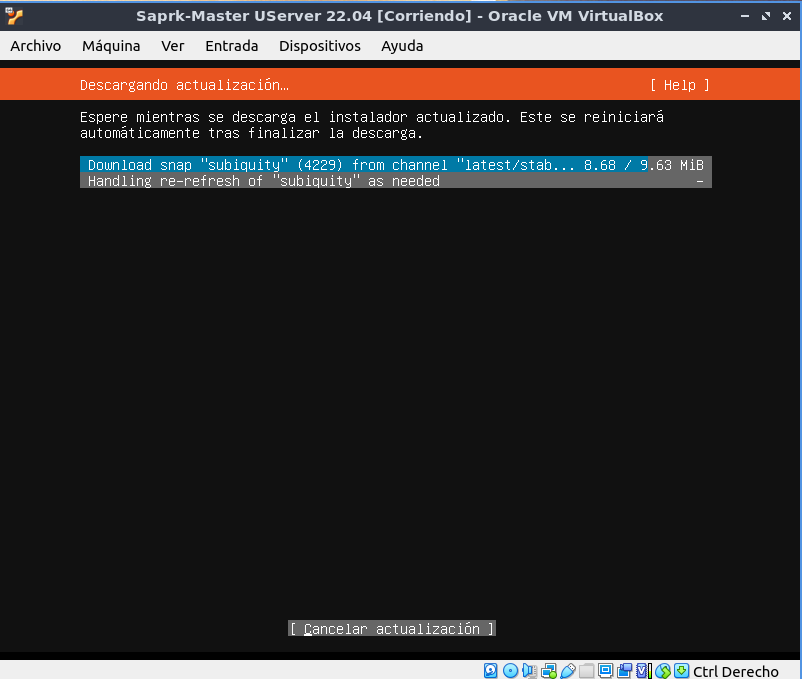 Saprk-Master UServer 22.04 [Corriendo] - Oracle VM VirtualBox
Archivo Máquina Ver Entrada Dispositivos Ayuda
Descargando actualización… [ Help ]
Espere mientras se descarga el instalador actualizado. Este se reiniciará
automáticamente tras finalizar la descarga.
Download snap "subiquity" (4229) from channel "latest/stab... 8.68 / 9.63 MiB
Handling re-refresh of "subiquity" as needed -
[ Cancelar actualización ]
Ctrl Derecho